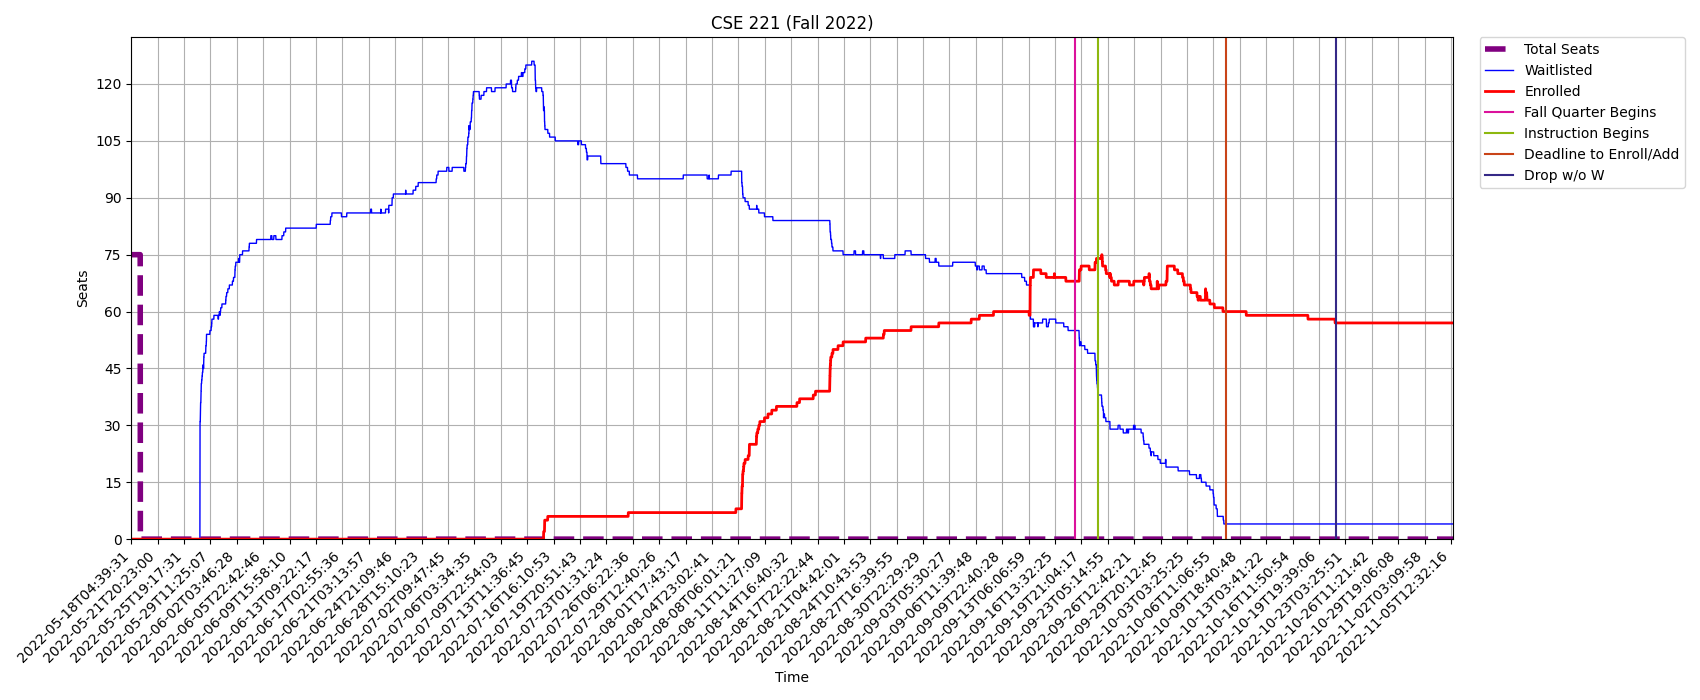 CSE 221 (Fall 2022)
Seats
120
105
90
75
60
45
30
15
0
2022-05-18T04:39:31
2022-05-21T20:23:00
2022-05-25T19:17:31
2022-05-29T11:25:07
2022-06-02T03:46:28
2022-06-05T22:42:46
2022-06-09T15:58:10
2022-06-13T09:22:17
2022-06-17T02:55:36
2022-06-21T03:13:57
2022-06-24T21:09:46
2022-06-28T15:10:23
2022-07-02T09:47:45
2022-07-06T03:34:35
2022-07-09T22:54:03
2022-07-13T11:36:45
2022-07-16T16:10:53
2022-07-19T20:51:43
2022-07-23T01:31:24
2022-07-26T06:22:36
2022-07-29T12:40:26
2022-08-01T17:43:17
2022-08-04T23:02:41
2022-08-08T06:01:23
2022-08-11T11:27:09
2022-08-14T16:40:32
2022-08-17T22:22:44
2022-08-21T04:42:01
2022-08-24T10:43:53
2022-08-27T16:39:55
2022-08-30T22:29:29
2022-09-03T05:30:27
2022-09-06T11:39:48
2022-09-09T22:40:28
2022-09-13T06:06:59
2022-09-16T13:32:25
2022-09-19T21:04:17
2022-09-23T05:14:55
2022-09-26T12:42:21
2022-09-29T20:12:45
2022-10-03T03:25:25
2022-10-06T11:06:55
2022-10-09T18:40:48
2022-10-13T03:41:22
2022-10-16T11:50:54
2022-10-19T19:39:06
2022-10-23T03:25:51
2022-10-26T11:21:42
2022-10-29T19:06:08
2022-11-02T03:09:58
2022-11-05T12:32:16
Time
Total Seats
Waitlisted
Enrolled
Fall Quarter Begins
Instruction Begins
Deadline to Enroll/Add
Drop w/o W